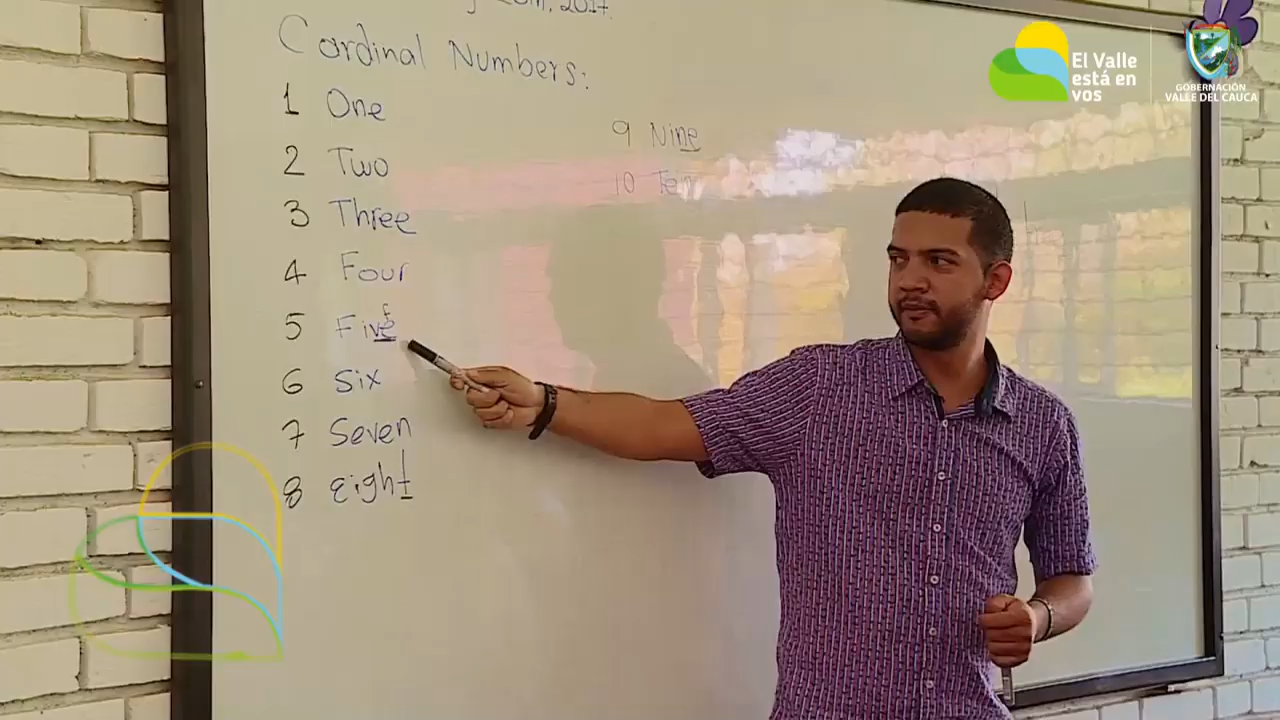 2017.
Cardinal Numbers:
1 One
2 Two
3 Three
4 Four
f
5 Five
6 Six
7 Seven
8 eight
9 Nine
10 Ten
El Valle
está en
vos
GOBERNACIÓN
VALLE DEL CAUCA